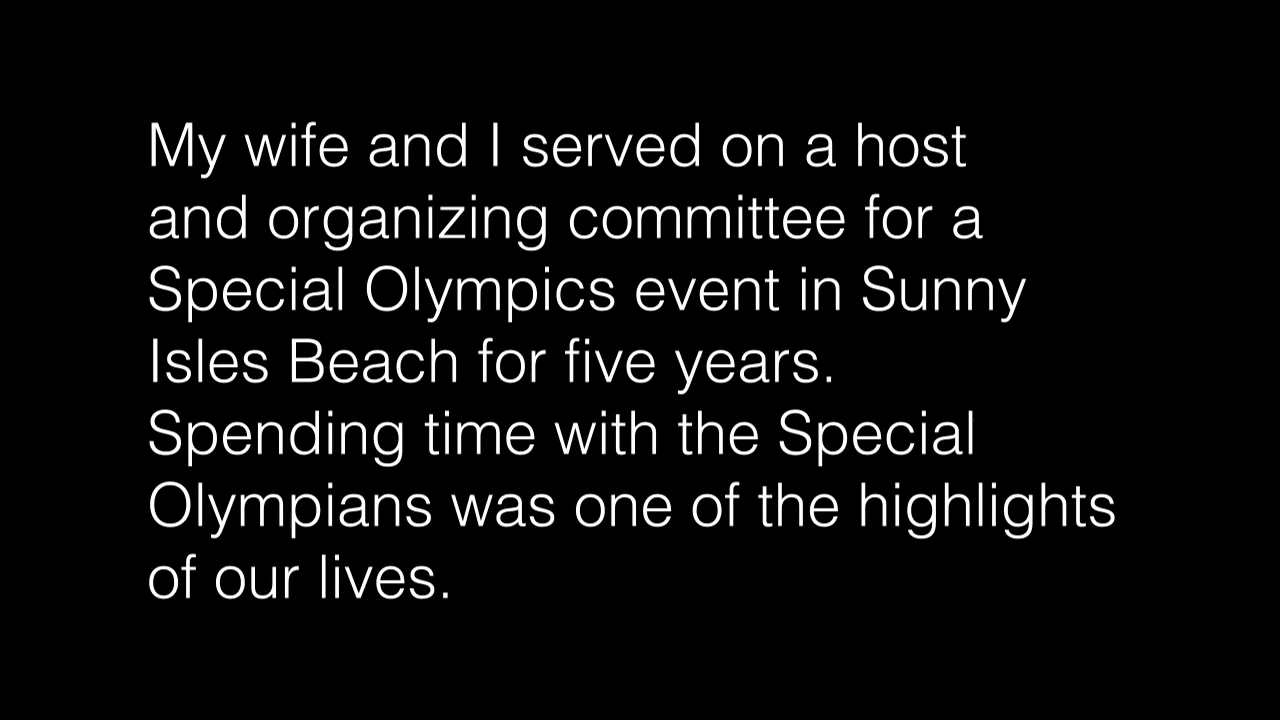 My wife and I served on a host
and organizing committee for a
Special Olympics event in Sunny
Isles Beach for five years.
Spending time with the Special
Olympians was one of the highlights
of our lives.